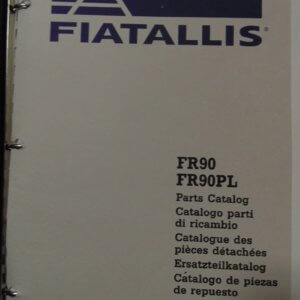 FIATALLIS®
FR90
FR90PL
Parts Catalog
Catalogo parti
di ricambio
Catalogue des
pièces détachées
Ersatzteilkatalog
Catálogo de piezas
de repuesto